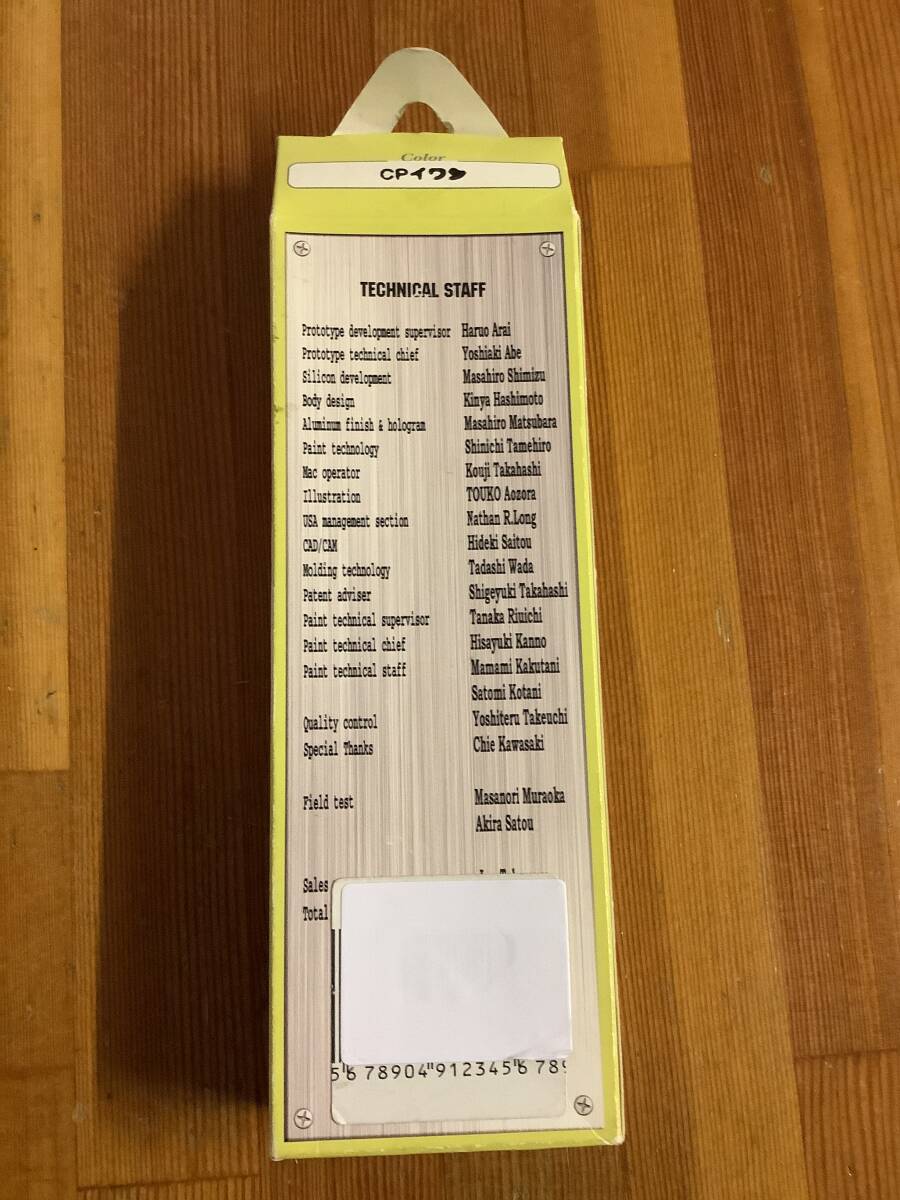 Color
CPイワシ
TECHNICAL STAFF
Prototype development supervisor Haruo Arai
Prototype technical chief Yoshiaki Abe
Silicon development Masahiro Shimizu
Body design Kinya Hashimoto
Aluminum finish & hologram Masahiro Matsubara
Paint technology Shinichi Tamehiro
Mac operator Kouji Takahashi
Illustration TOUKO Aozora
USA management section Nathan R.Long
CAD/CAM Hideki Saitou
Molding technology Tadashi Wada
Patent adviser Shigeyuki Takahashi
Paint technical supervisor Tanaka Riuichi
Paint technical chief Hisayuki Kanno
Paint technical staff Mamami Kakutani
Satomi Kotani
Quality control Yoshiteru Takeuchi
Special Thanks Chie Kawasaki
Field test Masanori Muraoka
Akira Satou
Sales
Total
5"6 78904"912345"6 789